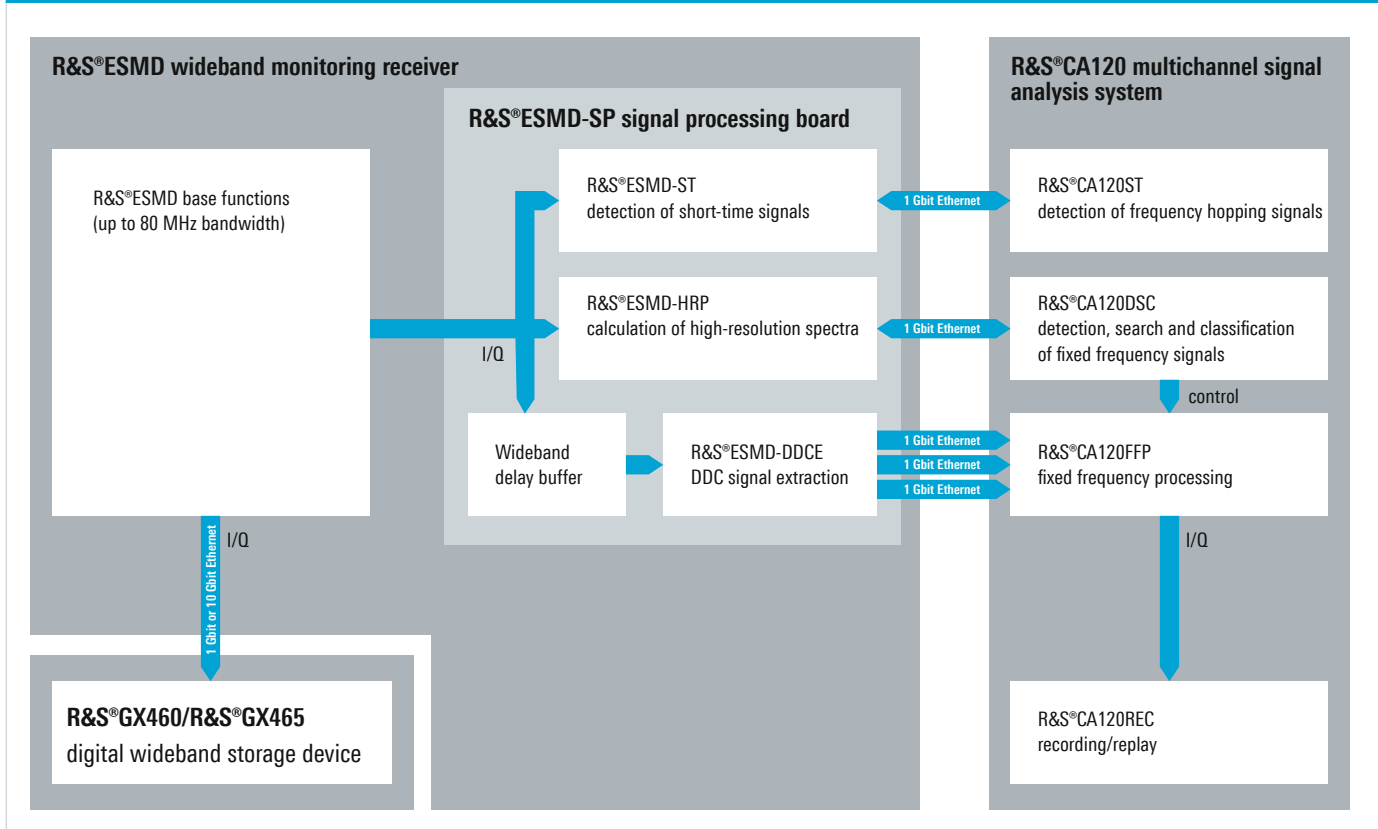 R&S®ESMD wideband monitoring receiver
R&S®ESMD base functions
(up to 80 MHz bandwidth)
I/Q
R&S®ESMD-SP signal processing board
R&S®ESMD-ST
detection of short-time signals
R&S®ESMD-HRP
calculation of high-resolution spectra
Wideband
delay buffer
R&S®ESMD-DDCE
DDC signal extraction
1 Gbit Ethernet
1 Gbit Ethernet
1 Gbit Ethernet
1 Gbit Ethernet
1 Gbit Ethernet
R&S®CA120 multichannel signal
analysis system
R&S®CA120ST
detection of frequency hopping signals
R&S®CA120DSC
detection, search and classification
of fixed frequency signals
control
R&S®CA120FFP
fixed frequency processing
I/Q
R&S®CA120REC
recording/replay
1 Gbit or 10 Gbit Ethernet
I/Q
R&S®GX460/R&S®GX465
digital wideband storage device